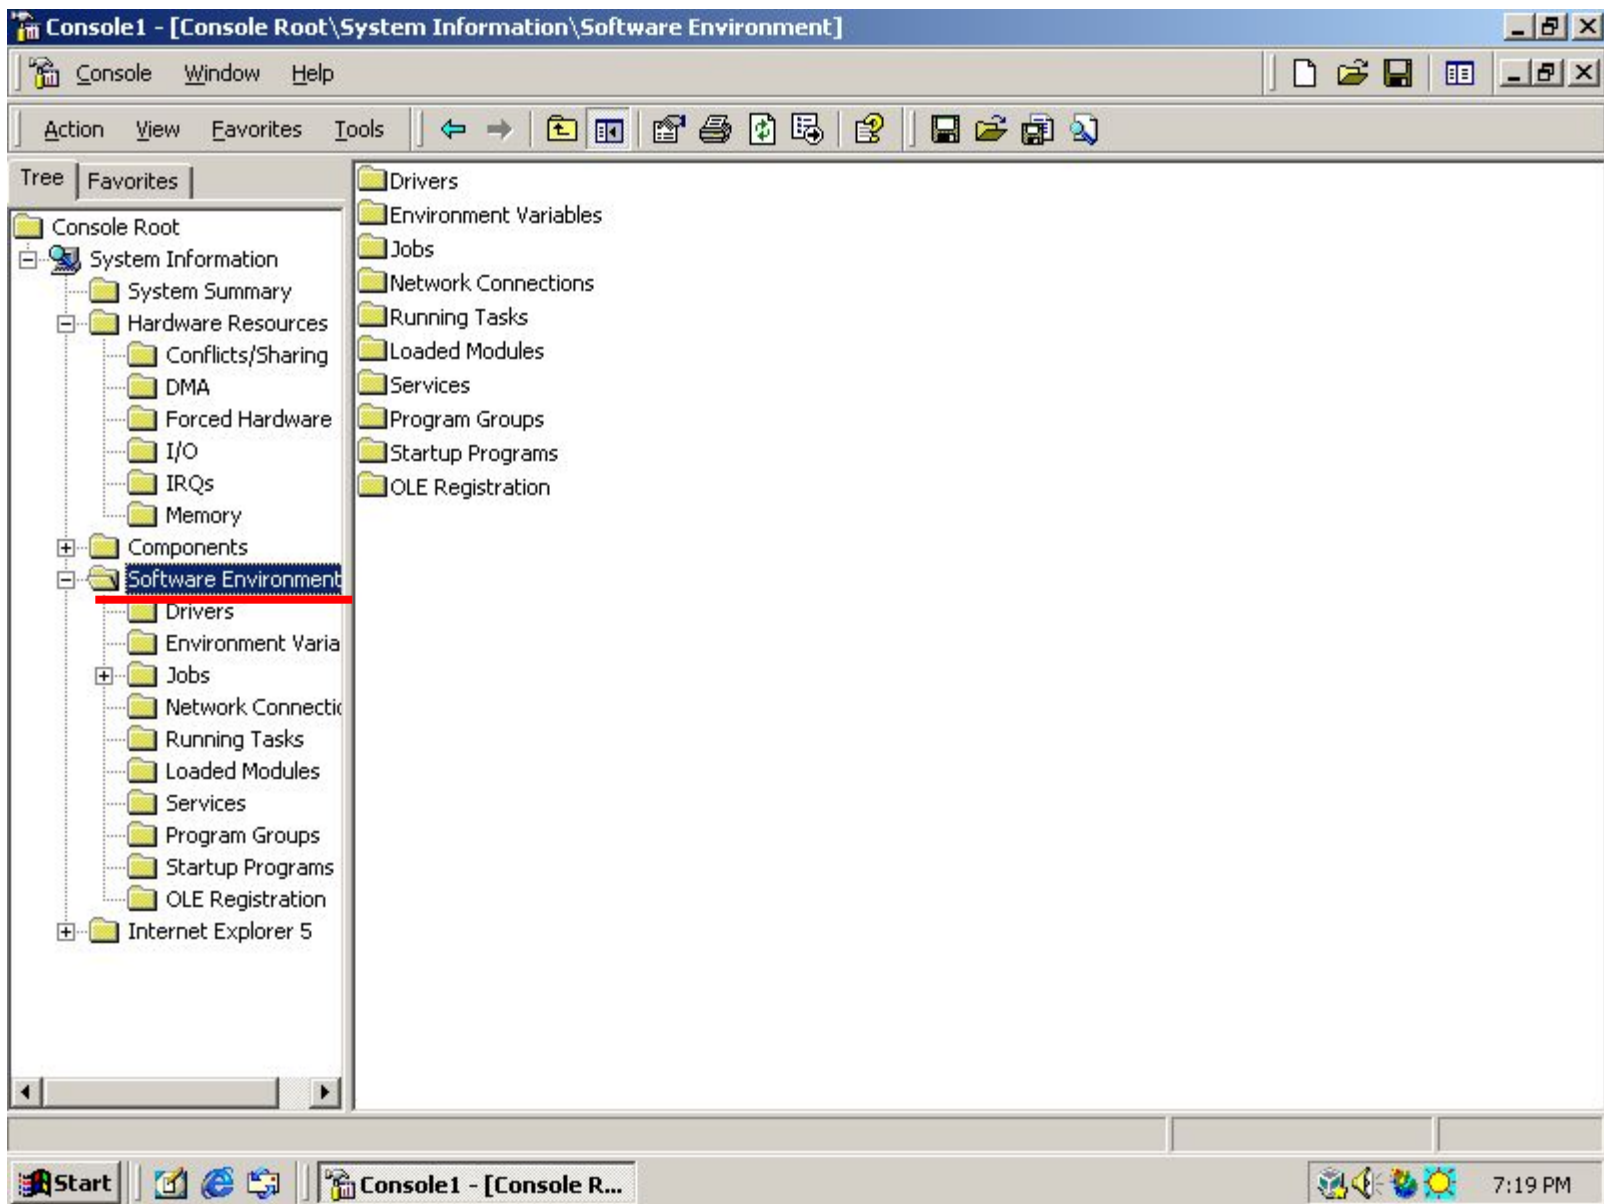 Console1 - [Console Root\System Information\Software Environment]
Console Window Help
Action View Favorites Tools
Tree Favorites
Console Root
System Information
System Summary
Hardware Resources
Conflicts/Sharing
DMA
Forced Hardware
I/O
IRQs
Memory
Components
Software Environment
Drivers
Environment Varia
Jobs
Network Connectio
Running Tasks
Loaded Modules
Services
Program Groups
Startup Programs
OLE Registration
Internet Explorer 5
Drivers
Environment Variables
Jobs
Network Connections
Running Tasks
Loaded Modules
Services
Program Groups
Startup Programs
OLE Registration
Start
Console1 - [Console R...
7:19 PM